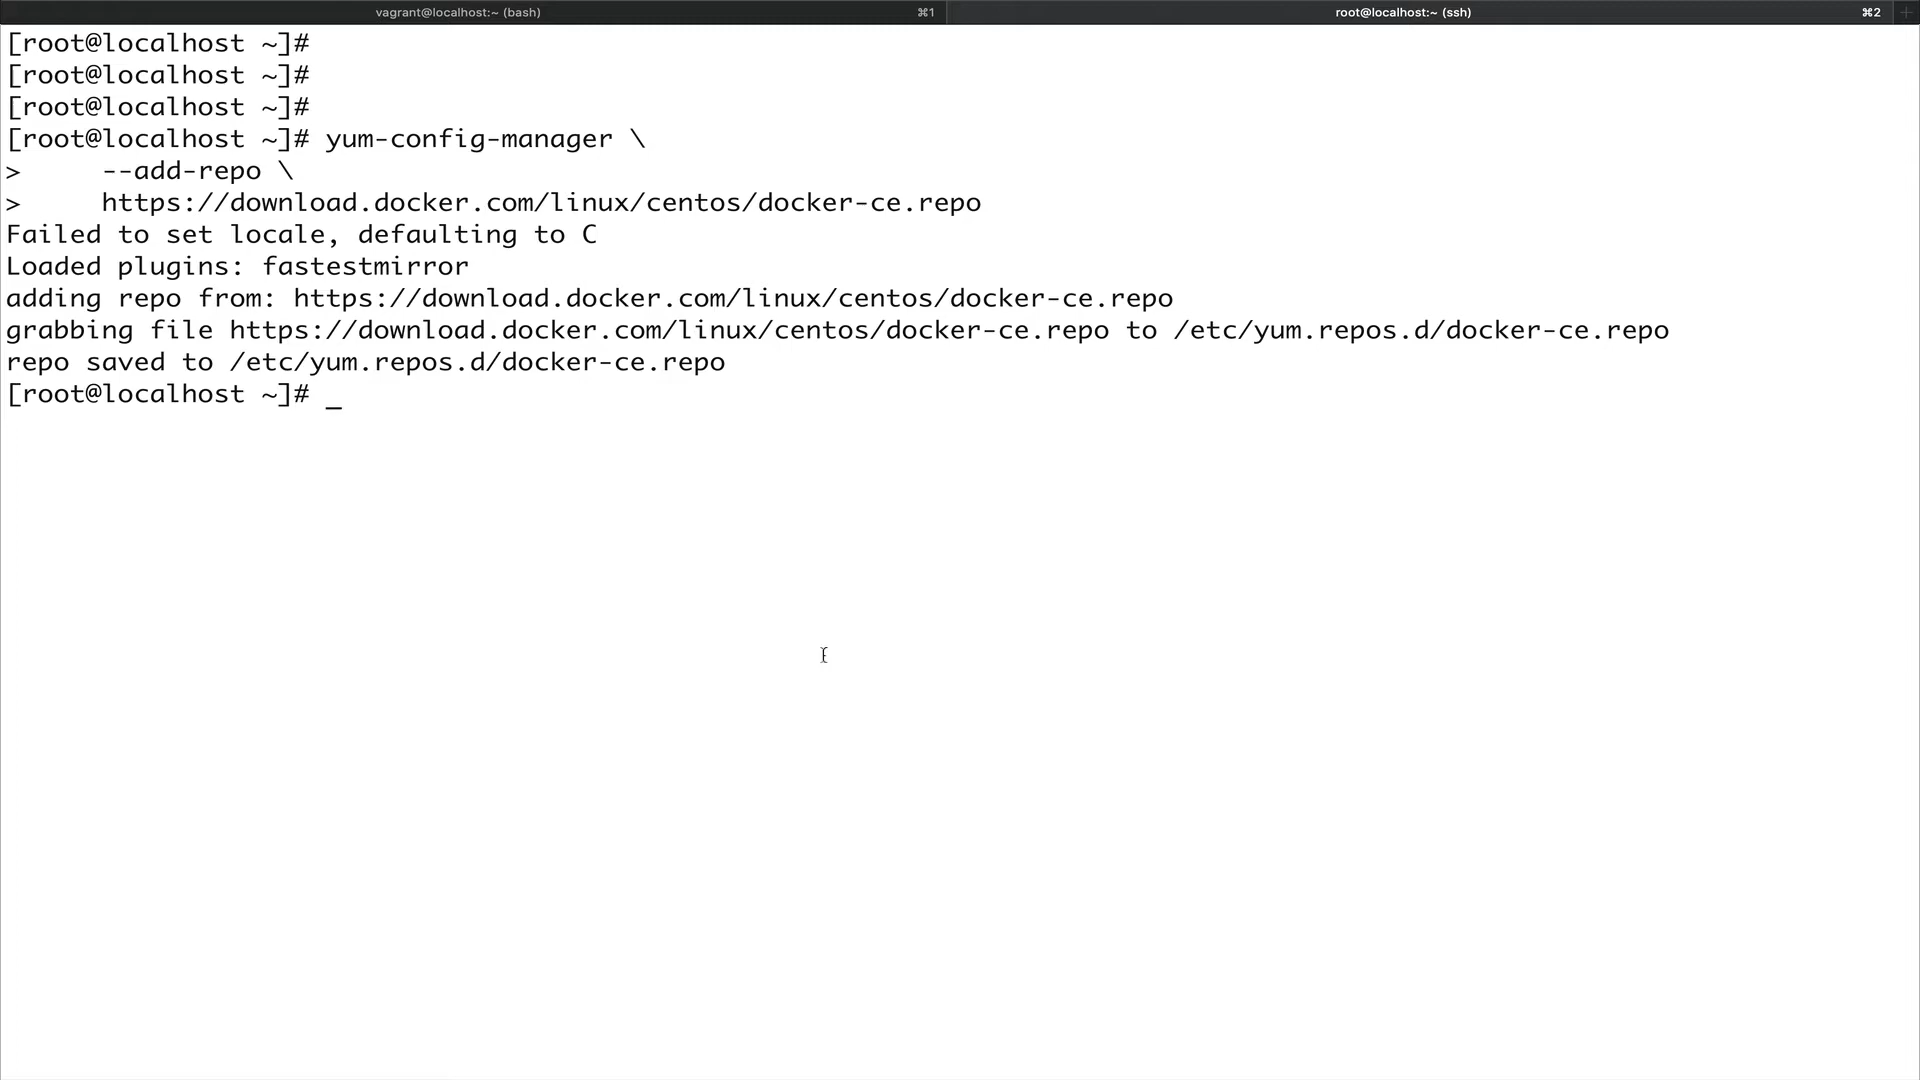 vagrant@localhost:~ (bash) ⌘1 root@localhost:~ (ssh) ⌘2 +
[root@localhost ~]#
[root@localhost ~]#
[root@localhost ~]#
[root@localhost ~]# yum-config-manager \
>     --add-repo \
>     https://download.docker.com/linux/centos/docker-ce.repo
Failed to set locale, defaulting to C
Loaded plugins: fastestmirror
adding repo from: https://download.docker.com/linux/centos/docker-ce.repo
grabbing file https://download.docker.com/linux/centos/docker-ce.repo to /etc/yum.repos.d/docker-ce.repo
repo saved to /etc/yum.repos.d/docker-ce.repo
[root@localhost ~]# _